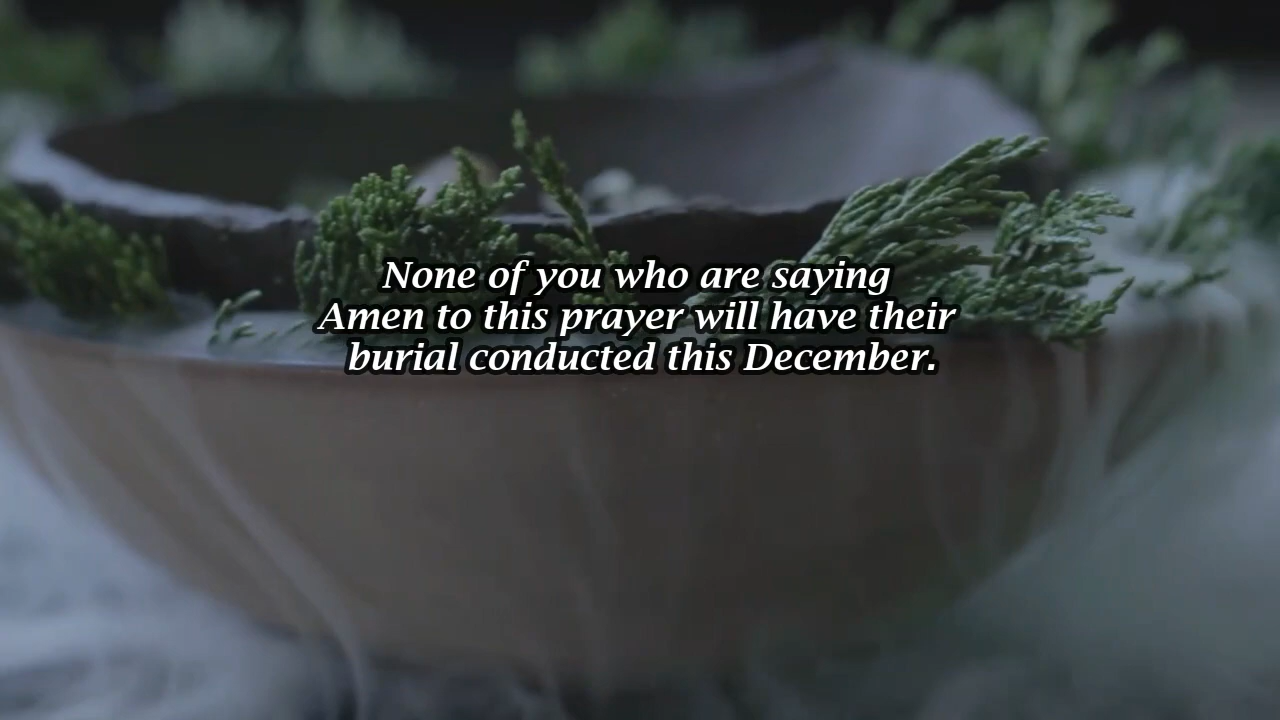 None of you who are saying
Amen to this prayer will have their
burial conducted this December.